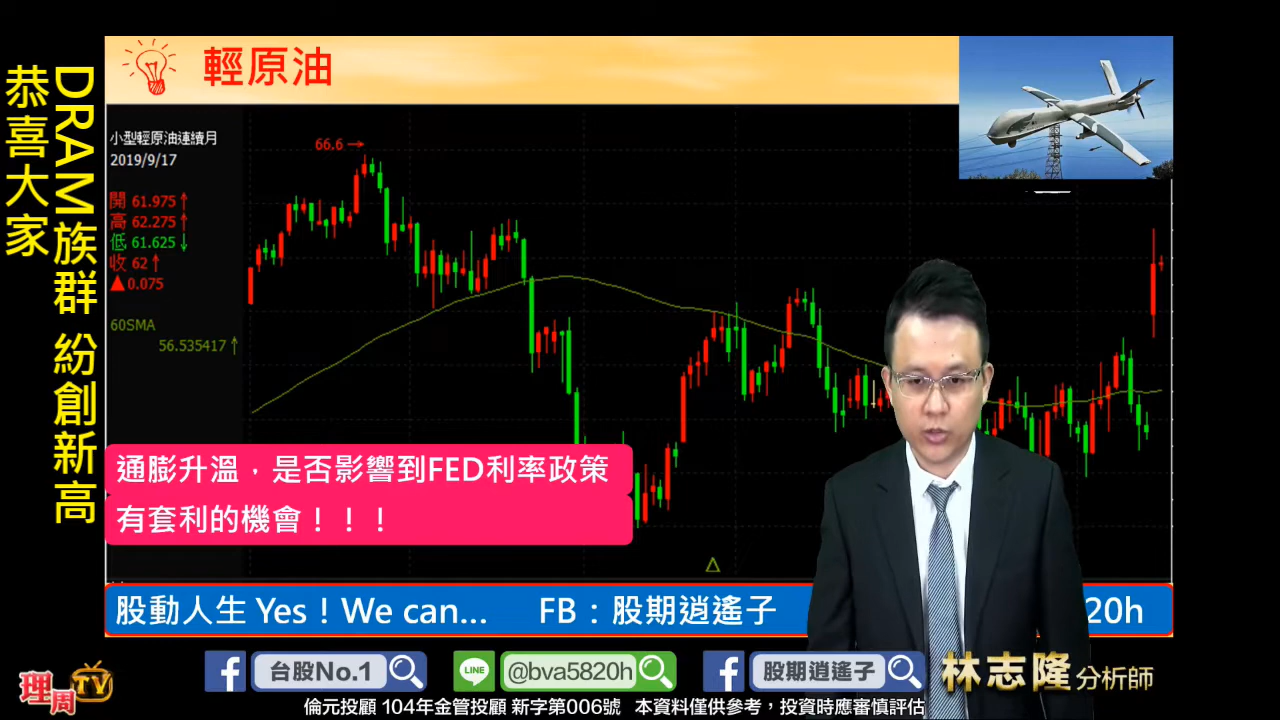 恭喜大家
DRAM族群 紛創新高
輕原油
小型輕原油連續月
2019/9/17
開 61.975↑
高 62.275↑
低 61.625↓
收 62↑
▲0.075
60SMA
56.535417↑
66.6→
通膨升溫，是否影響到FED利率政策
有套利的機會！！！
股動人生 Yes！We can... FB：股期逍遙子
20h
台股No.1
LINE
@bva5820h
股期逍遙子
林志隆 分析師
理周TV
倫元投顧 104年金管投顧 新字第006號 本資料僅供參考，投資時應審慎評估